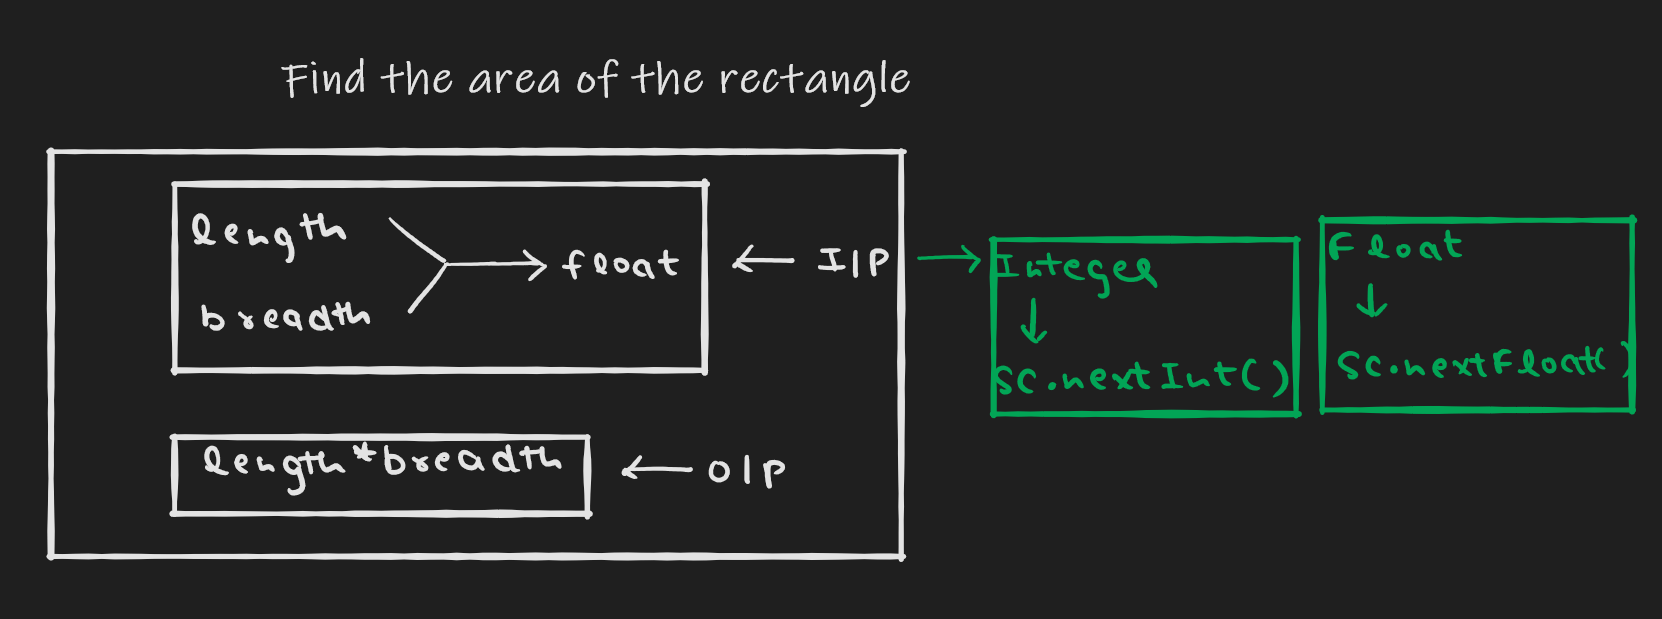 Find the area of the rectangle
length
breadth
float
I|P
Integer
sc.nextInt()
Float
sc.nextFloat()
length*breadth
O|P